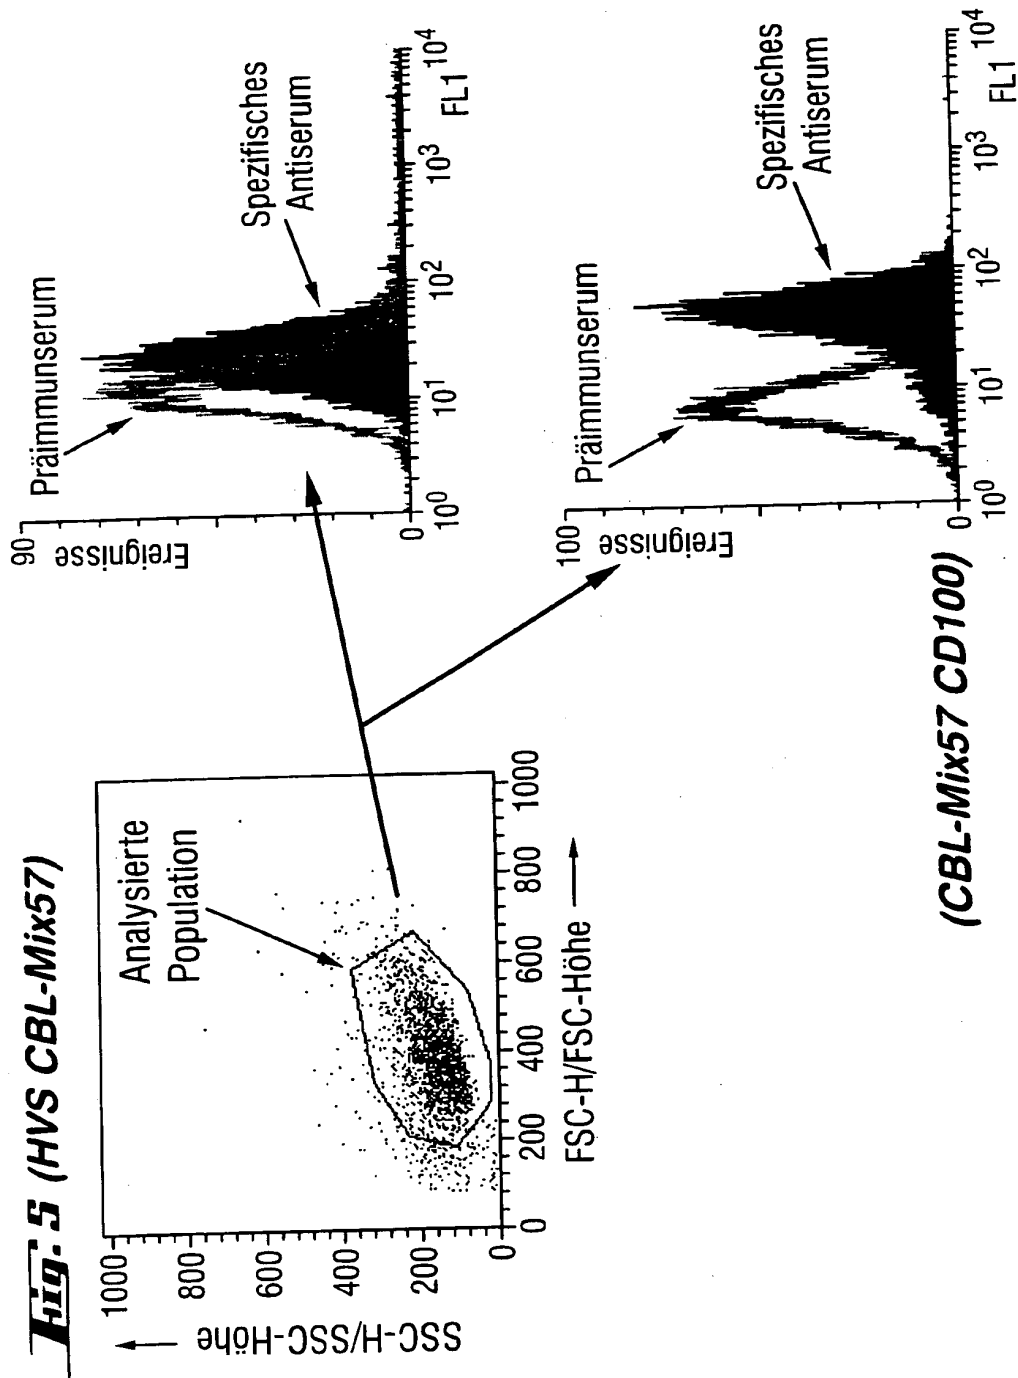 Fig. 5 (HVS CBL-Mix57)
SSC-H/SSC-Höhe
1000
800
600
400
200
0
Analysierte
Population
0
200
400
600
800
1000
FSC-H/FSC-Höhe
90
Ereignisse
0
Präimmunserum
Spezifisches
Antiserum
10^0
10^1
10^2
10^3
10^4
FL1
100
Ereignisse
0
Präimmunserum
Spezifisches
Antiserum
10^0
10^1
10^2
10^3
10^4
FL1
(CBL-Mix57 CD100)